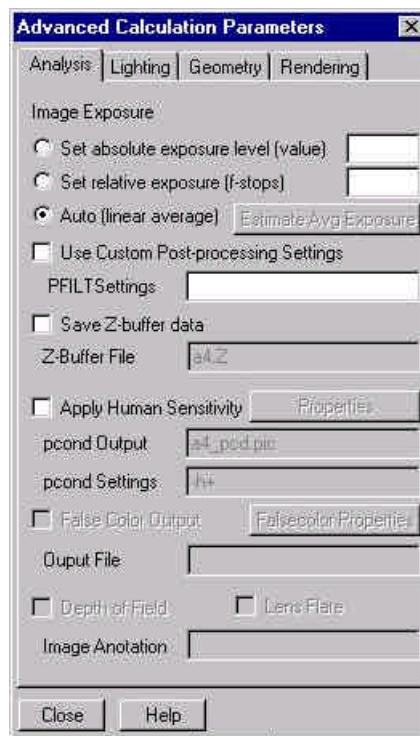 Advanced Calculation Parameters
Analysis Lighting Geometry Rendering
Image Exposure
Set absolute exposure level (value)
Set relative exposure (f-stops)
Auto (linear average) Estimate Avg Exposure
Use Custom Post-processing Settings
PFILTSettings
Save Z-buffer data
Z-Buffer File a4.Z
Apply Human Sensitivity Properties
pcond Output a4_pcd.pic
pcond Settings -h+
False Color Output Falsecolor Properties
Ouput File
Depth of Field Lens Flare
Image Anotation
Close Help